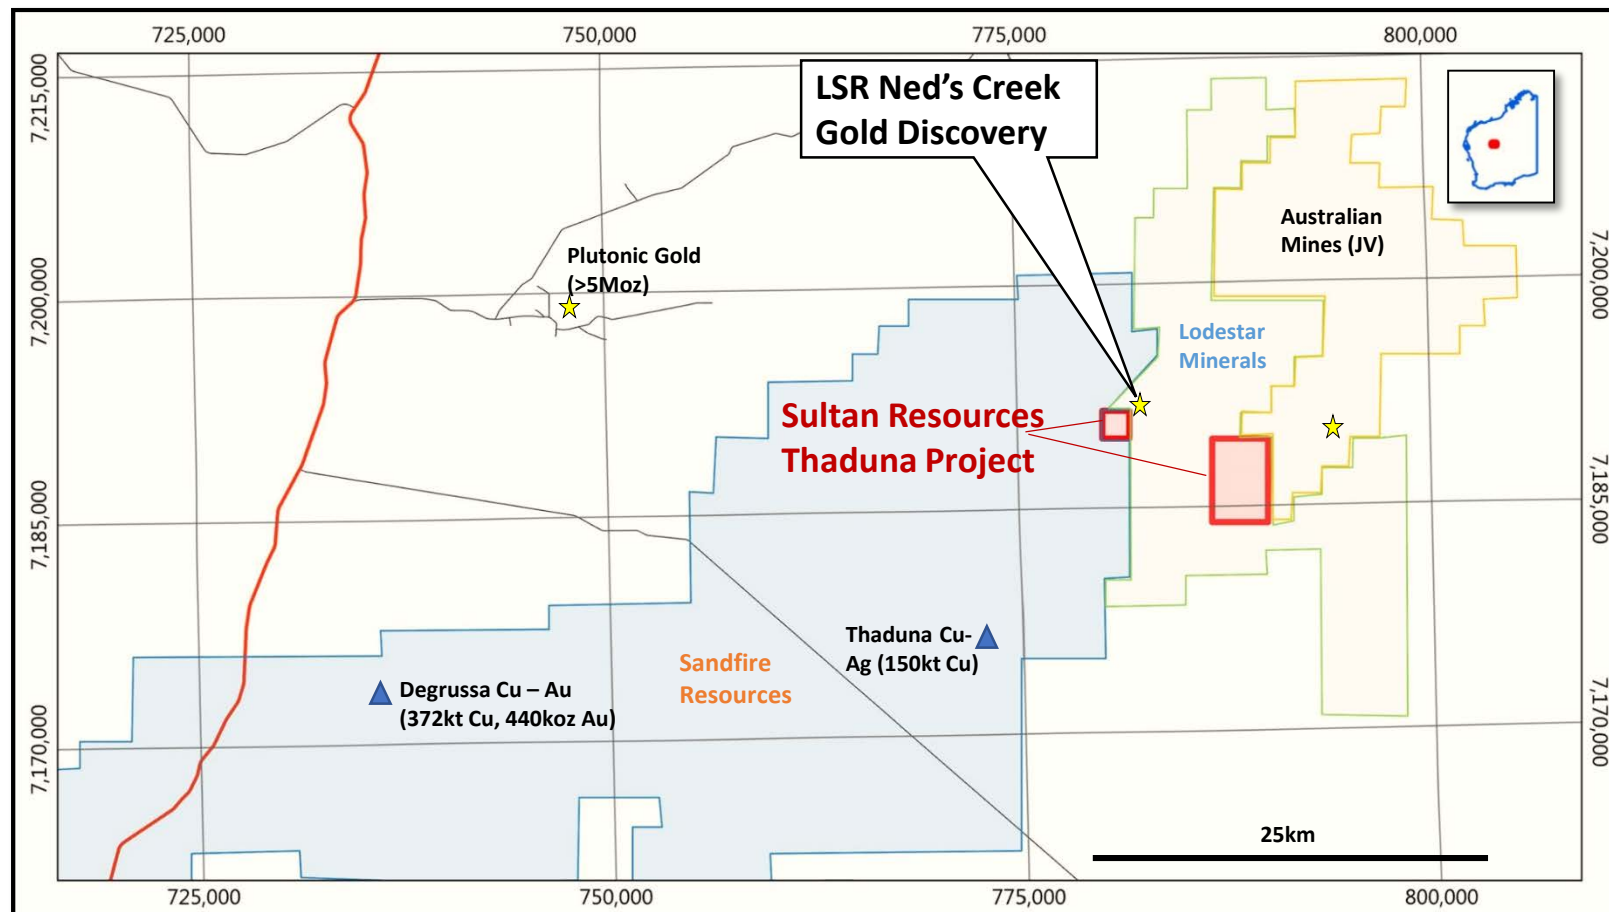 725,000
750,000
775,000
800,000
7,215,000
7,200,000
7,185,000
7,170,000
LSR Ned’s Creek
Gold Discovery
Plutonic Gold
(>5Moz)
Australian
Mines (JV)
Lodestar
Minerals
Sultan Resources
Thaduna Project
Thaduna Cu-
Ag (150kt Cu)
Sandfire
Resources
Degrussa Cu – Au
(372kt Cu, 440koz Au)
25km
7,200,000
7,185,000
7,170,000
725,000
750,000
775,000
800,000